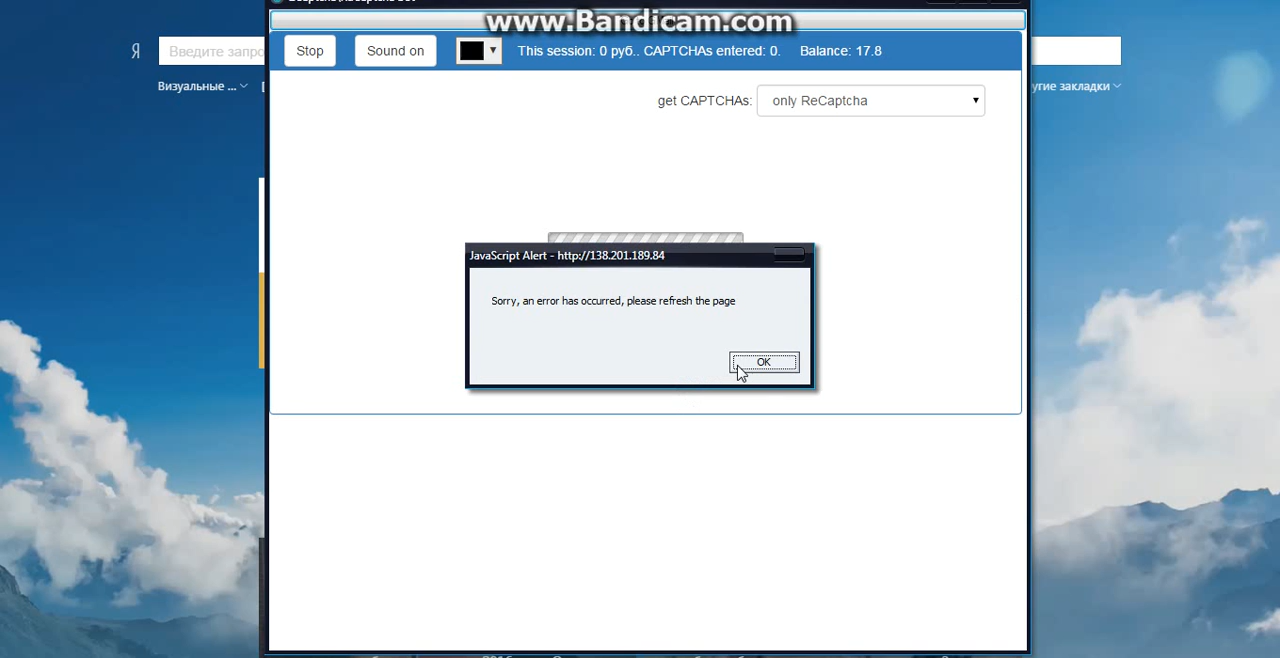 www.Bandicam.com
Я
Введите запро
Stop
Sound on
This session: 0 руб.. CAPTCHAs entered: 0.
Balance: 17.8
Визуальные ...
угие закладки
get CAPTCHAs:
only ReCaptcha
JavaScript Alert - http://138.201.189.84
Sorry, an error has occurred, please refresh the page
OK